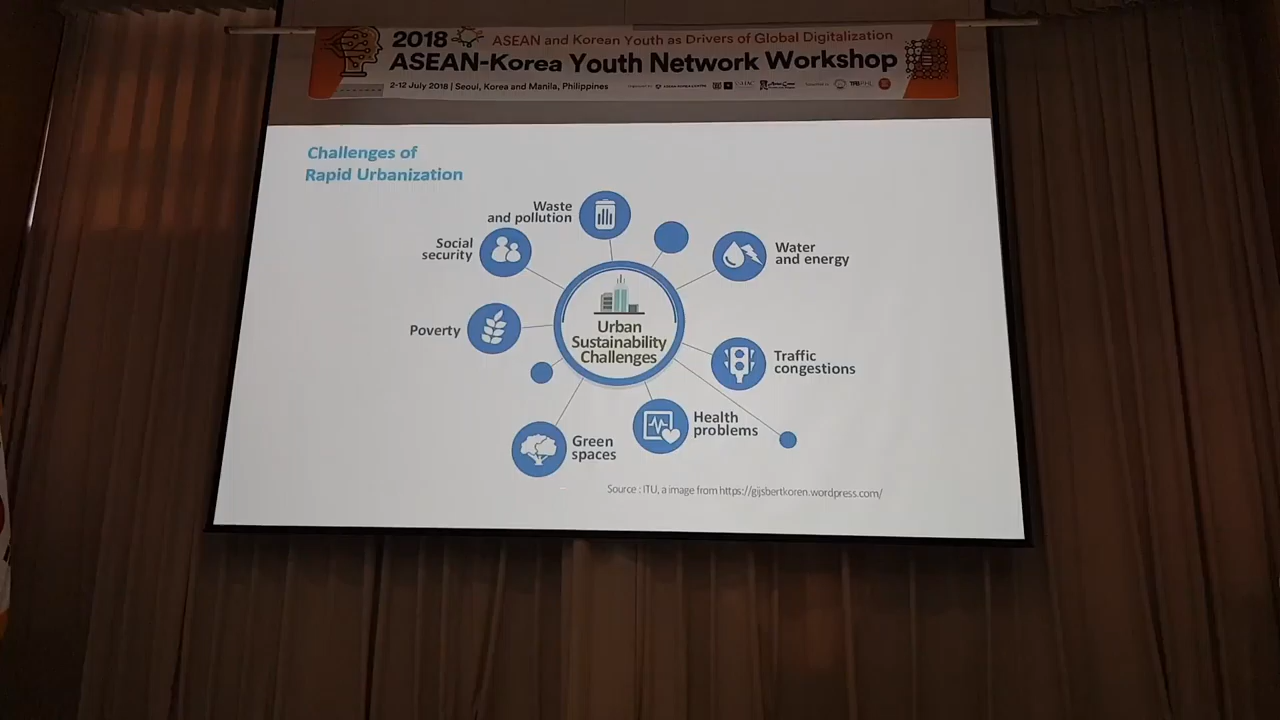 2018
ASEAN and Korean Youth as Drivers of Global Digitalization
ASEAN-Korea Youth Network Workshop
2-12 July 2018 | Seoul, Korea and Manila, Philippines
Challenges of
Rapid Urbanization
Waste
and pollution
Social
security
Water
and energy
Poverty
Urban
Sustainability
Challenges
Traffic
congestions
Health
problems
Green
spaces
Source : ITU, a image from https://gijsbertkoren.wordpress.com/